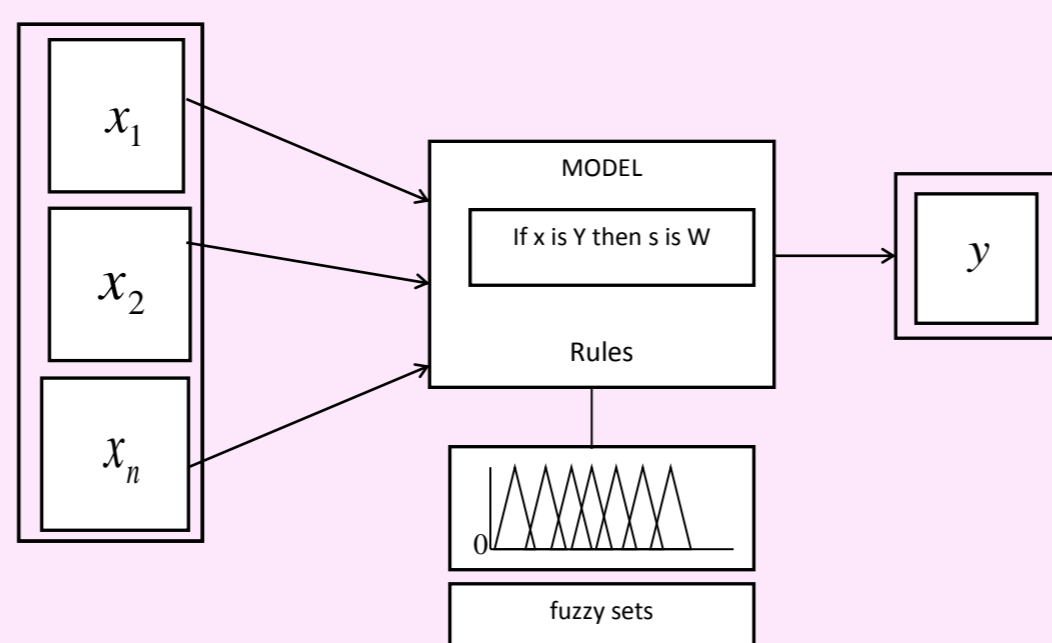 x₁
x₂
xₙ
MODEL
If x is Y then s is W
Rules
y
0
fuzzy sets